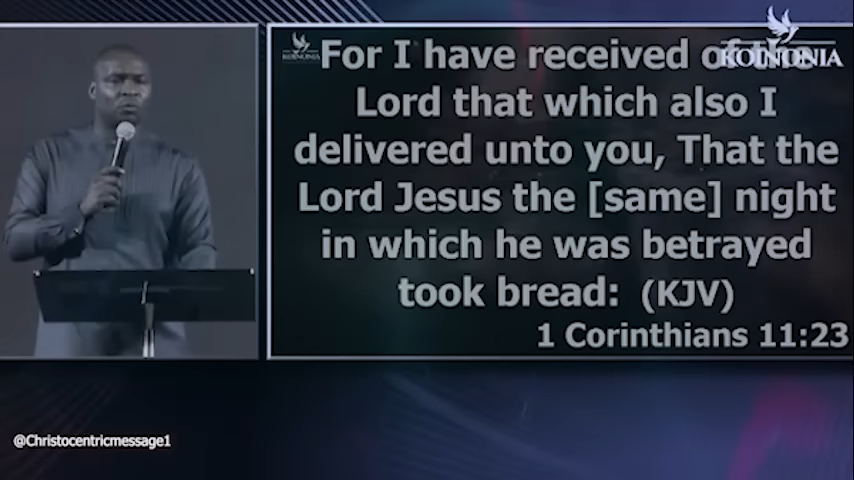 KOINONIA
KOINONIA
For I have received of the
Lord that which also I
delivered unto you, That the
Lord Jesus the [same] night
in which he was betrayed
took bread: (KJV)
1 Corinthians 11:23
@Christocentricmessage1